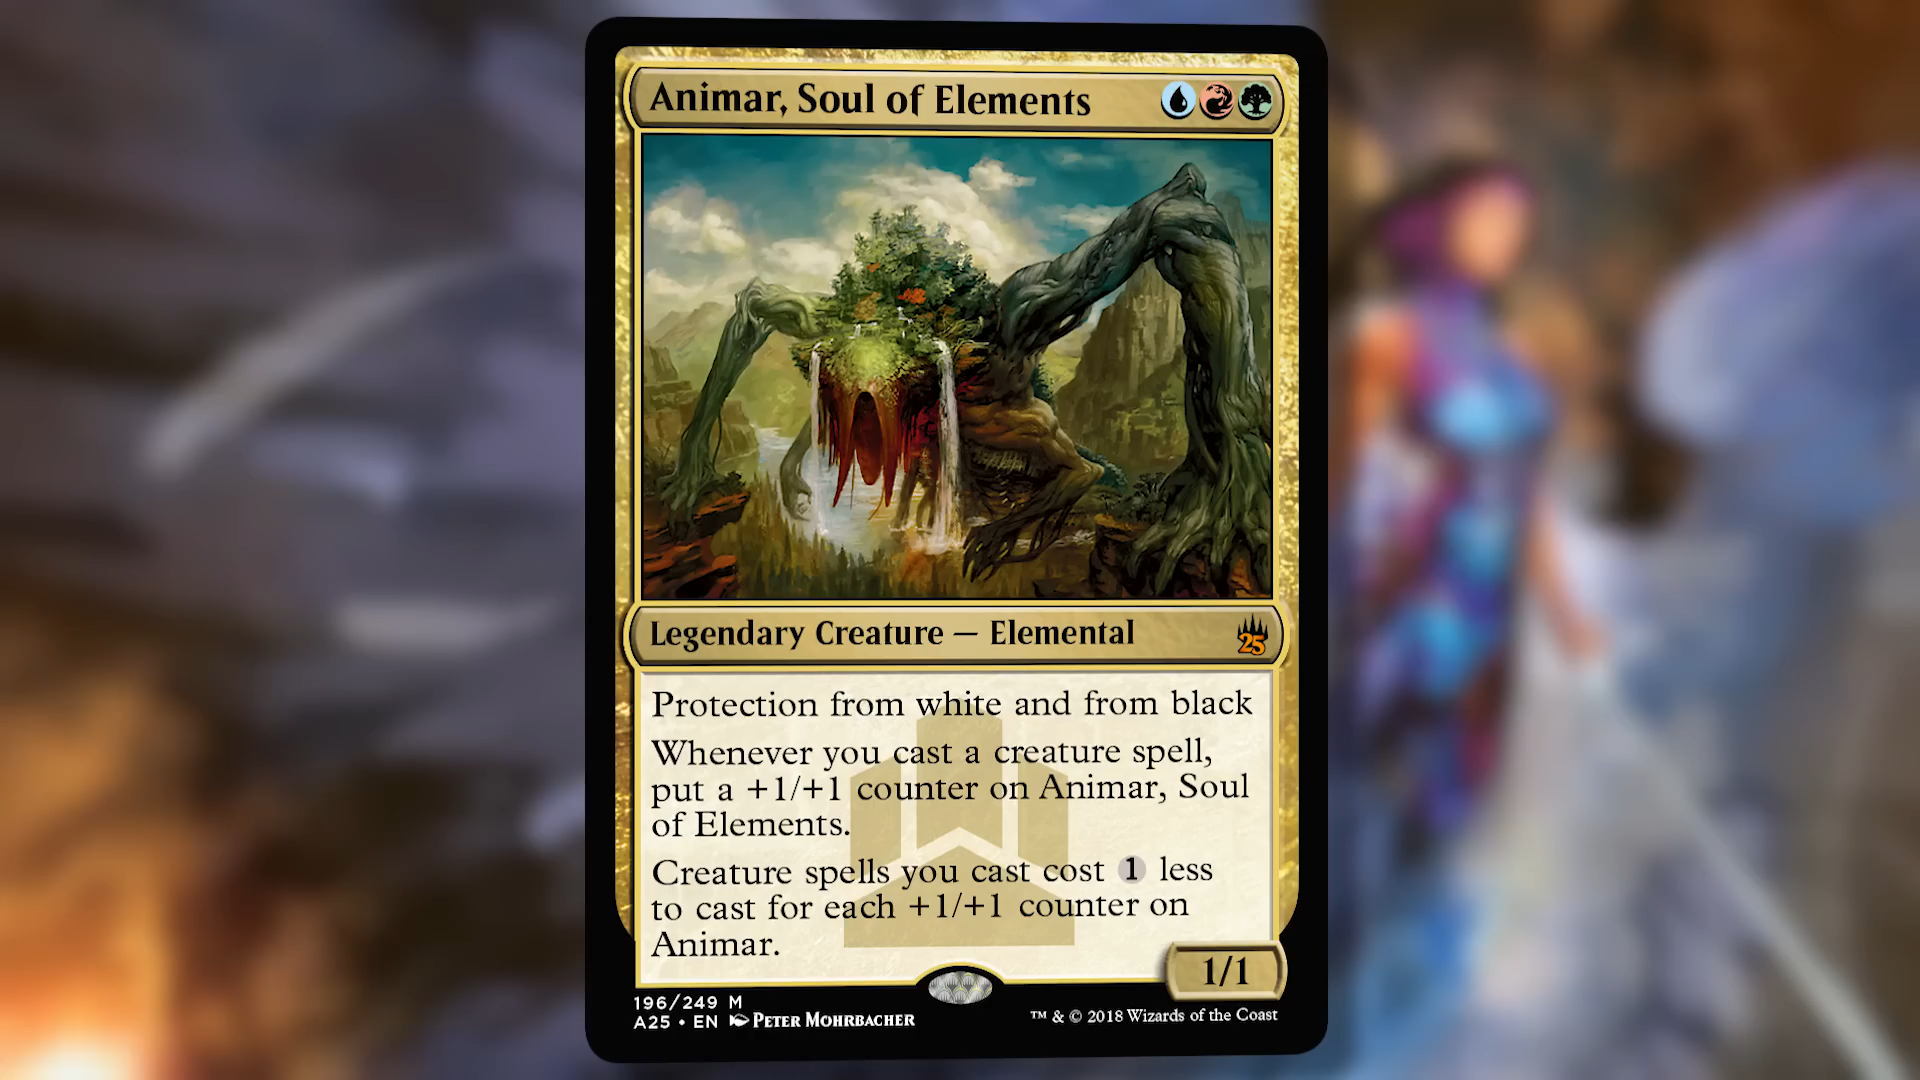 Animar, Soul of Elements
Legendary Creature — Elemental
25
Protection from white and from black
Whenever you cast a creature spell,
put a +1/+1 counter on Animar, Soul
of Elements.
Creature spells you cast cost 1 less
to cast for each +1/+1 counter on
Animar.
1/1
196/249 M
A25 • EN Peter Mohrbacher
™ & © 2018 Wizards of the Coast